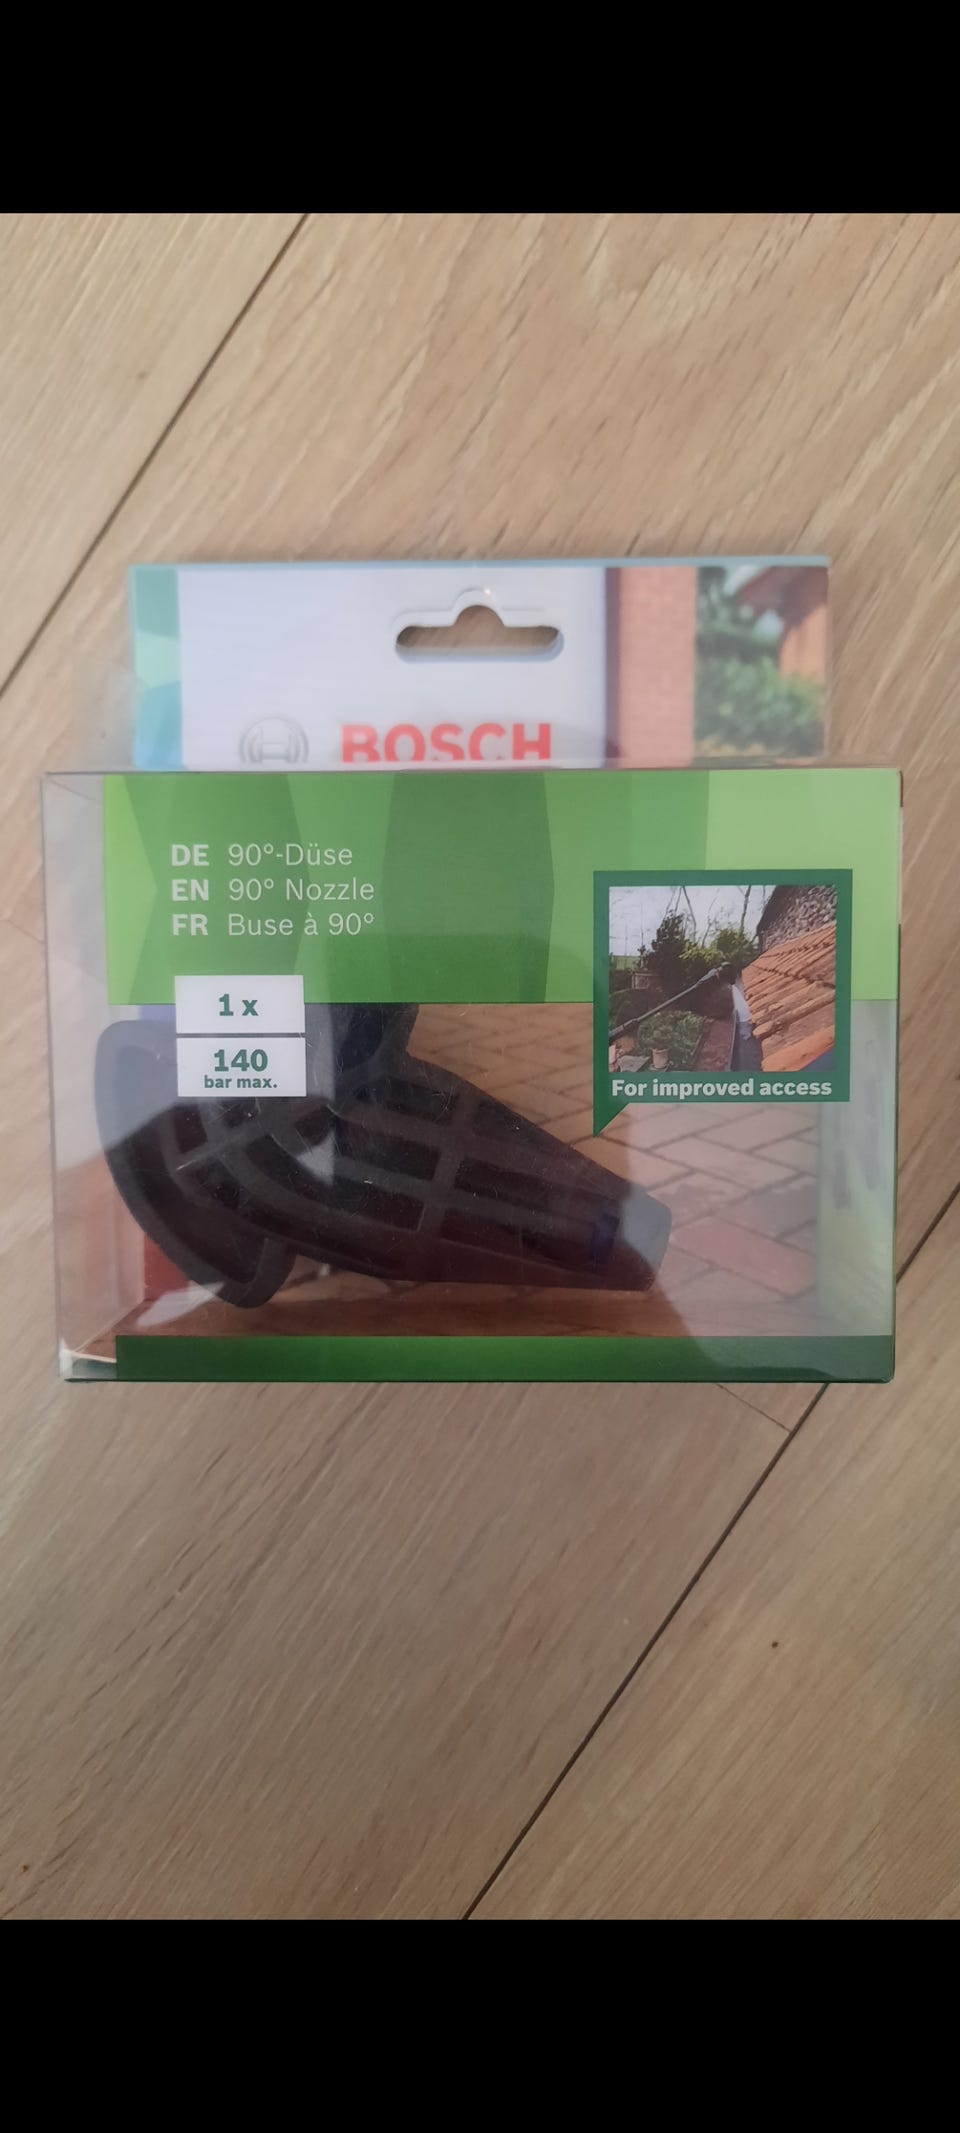 BOSCH
DE 90°-Düse
EN 90° Nozzle
FR Buse à 90°
1 x
140
bar max.
For improved access